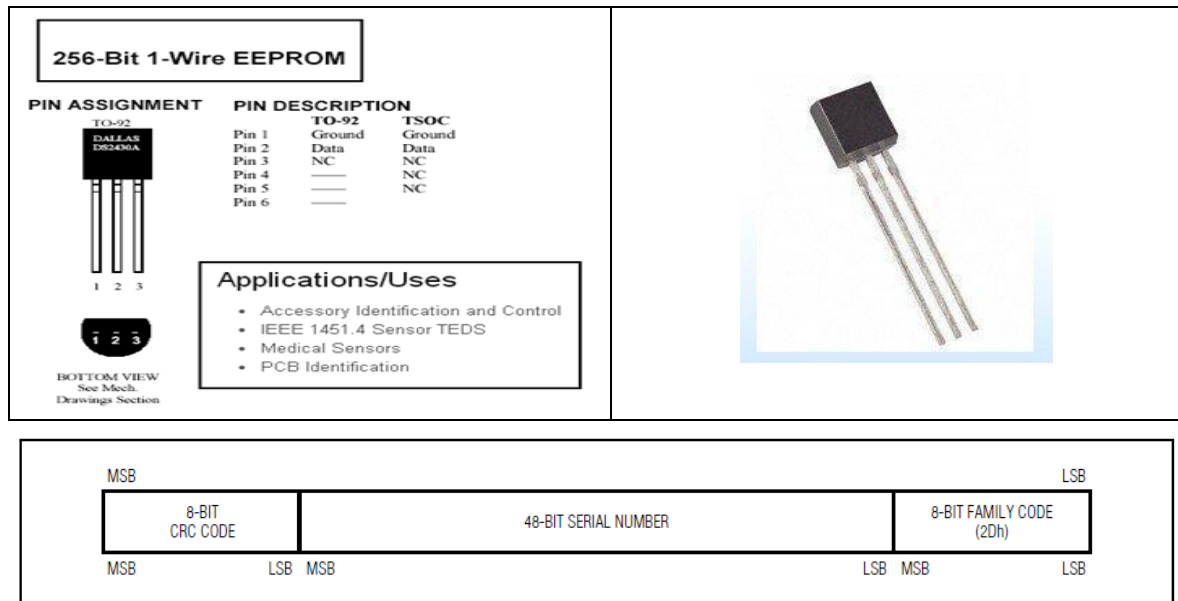 256-Bit 1-Wire EEPROM
PIN ASSIGNMENT
TO-92
DALLAS
DS2430A
1 2 3
1 2 3
BOTTOM VIEW
See Mech.
Drawings Section
PIN DESCRIPTION
TO-92 TSOC
Pin 1 Ground Ground
Pin 2 Data Data
Pin 3 NC NC
Pin 4 —— NC
Pin 5 —— NC
Pin 6 ——
Applications/Uses
• Accessory Identification and Control
• IEEE 1451.4 Sensor TEDS
• Medical Sensors
• PCB Identification
MSB LSB
8-BIT
CRC CODE
48-BIT SERIAL NUMBER
8-BIT FAMILY CODE
(2Dh)
MSB LSB MSB LSB MSB LSB